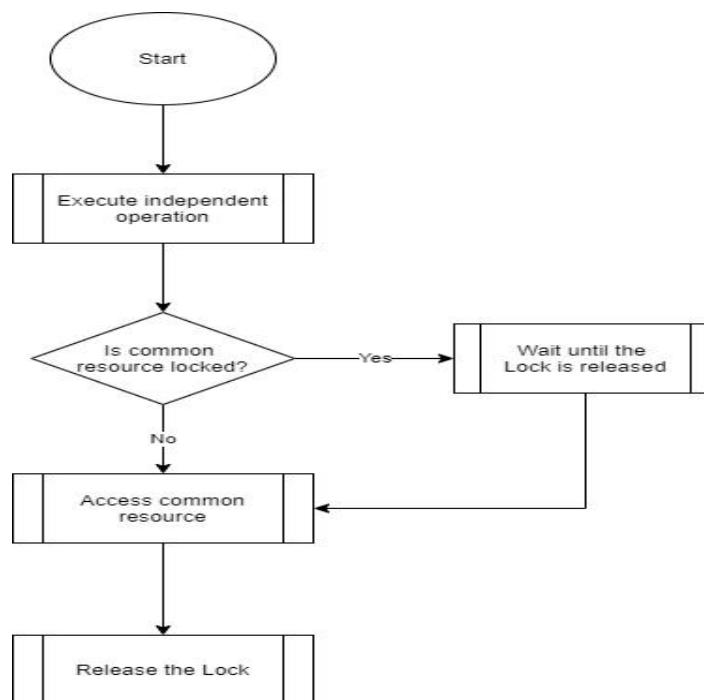 Start
Execute independent
operation
Is common
resource locked?
Yes
Wait until the
Lock is released
No
Access common
resource
Release the Lock